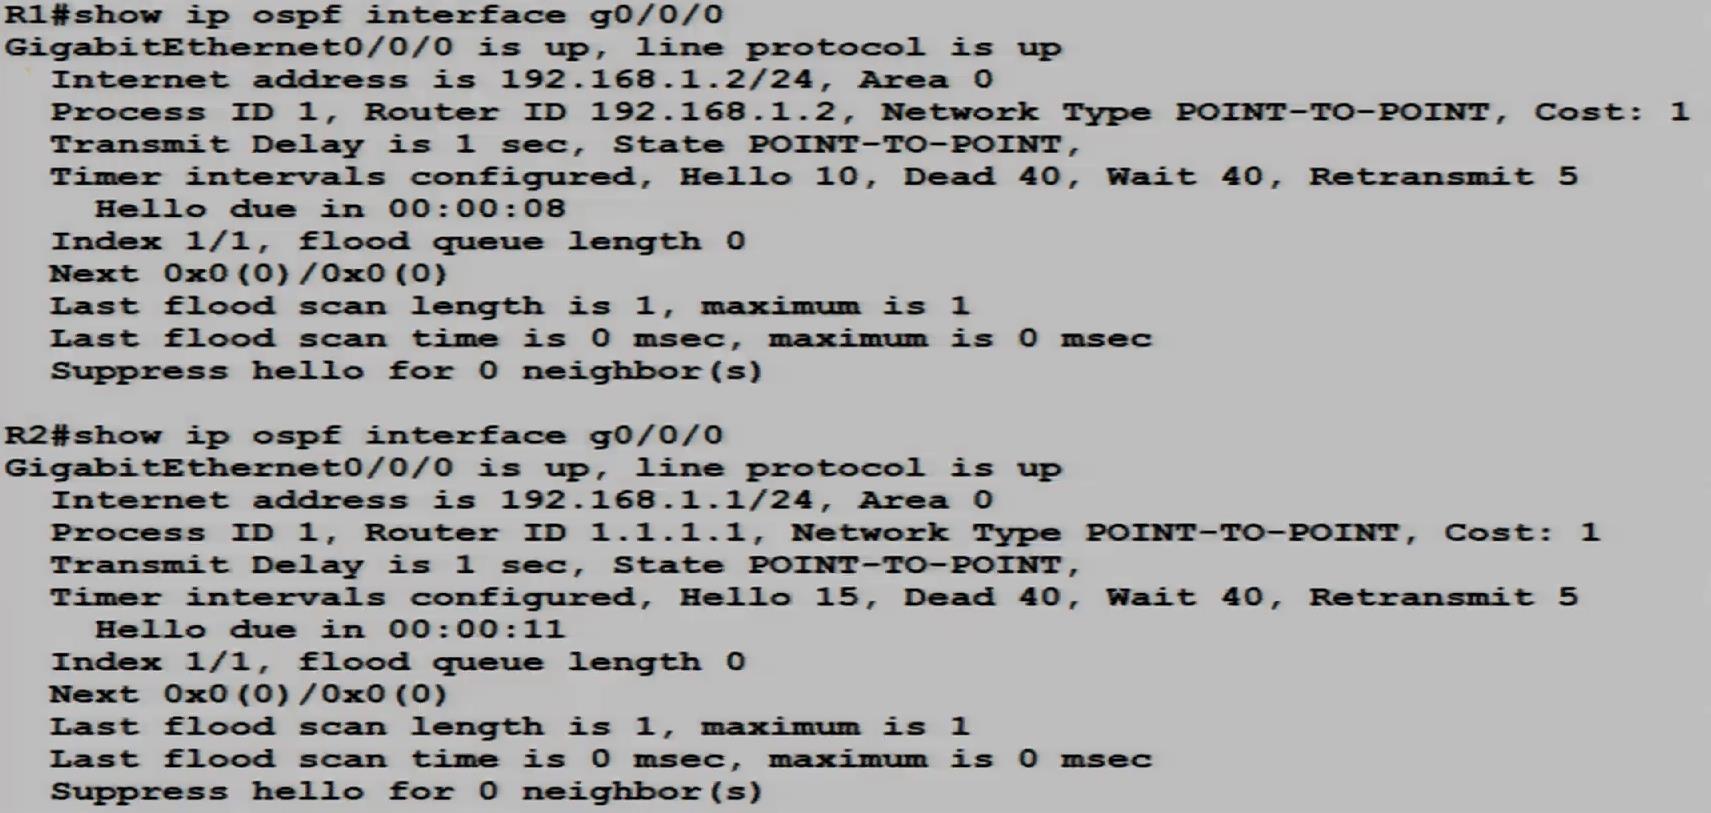 R1#show ip ospf interface g0/0/0
GigabitEthernet0/0/0 is up, line protocol is up
Internet address is 192.168.1.2/24, Area 0
Process ID 1, Router ID 192.168.1.2, Network Type POINT-TO-POINT, Cost: 1
Transmit Delay is 1 sec, State POINT-TO-POINT,
Timer intervals configured, Hello 10, Dead 40, Wait 40, Retransmit 5
Hello due in 00:00:08
Index 1/1, flood queue length 0
Next 0x0(0)/0x0(0)
Last flood scan length is 1, maximum is 1
Last flood scan time is 0 msec, maximum is 0 msec
Suppress hello for 0 neighbor(s)
R2#show ip ospf interface g0/0/0
GigabitEthernet0/0/0 is up, line protocol is up
Internet address is 192.168.1.1/24, Area 0
Process ID 1, Router ID 1.1.1.1, Network Type POINT-TO-POINT, Cost: 1
Transmit Delay is 1 sec, State POINT-TO-POINT,
Timer intervals configured, Hello 15, Dead 40, Wait 40, Retransmit 5
Hello due in 00:00:11
Index 1/1, flood queue length 0
Next 0x0(0)/0x0(0)
Last flood scan length is 1, maximum is 1
Last flood scan time is 0 msec, maximum is 0 msec
Suppress hello for 0 neighbor(s)